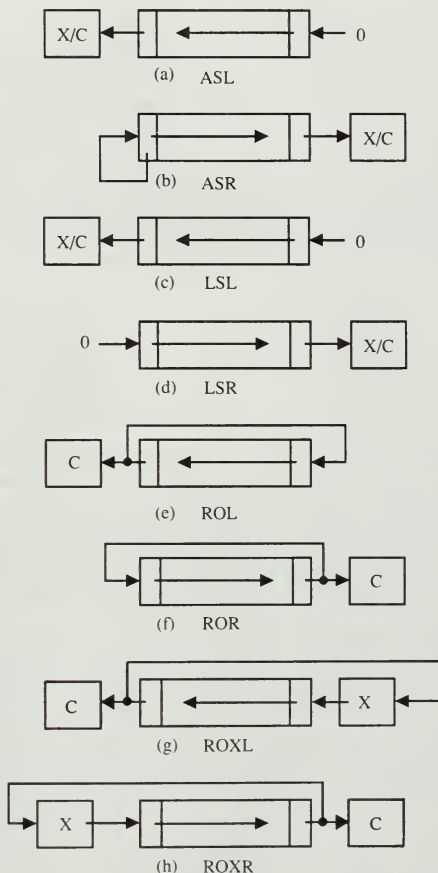 X/C 0
(a) ASL
X/C
(b) ASR
X/C 0
(c) LSL
0 X/C
(d) LSR
C
(e) ROL
C
(f) ROR
C X
(g) ROXL
X C
(h) ROXR